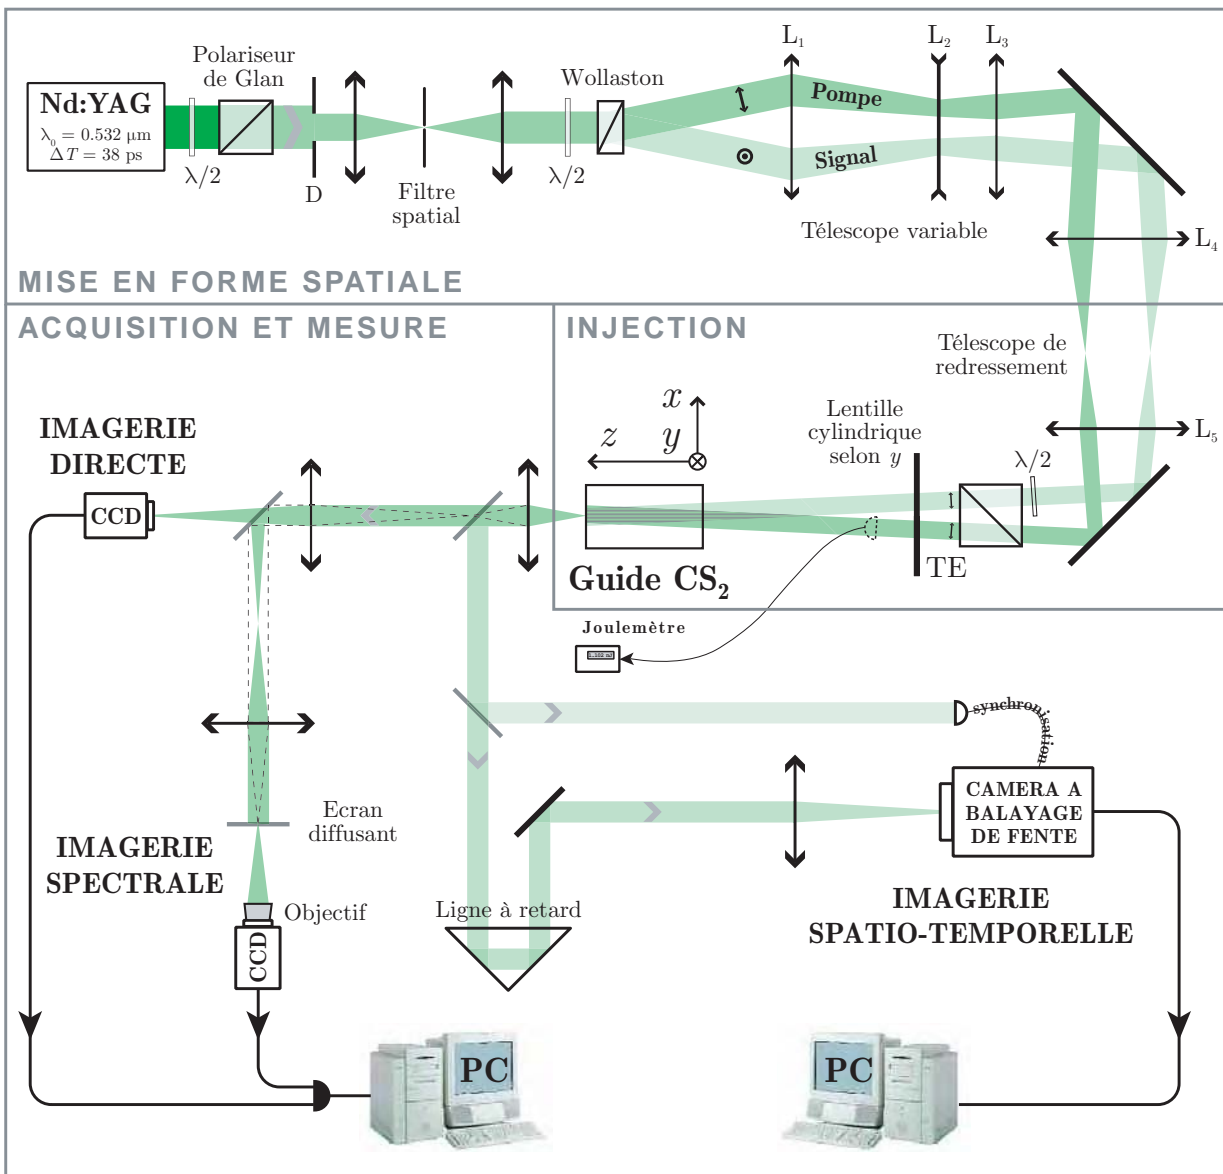 Nd:YAG
λ₀ = 0.532 µm
ΔT = 38 ps
λ/2
Polariseur
de Glan
D
Filtre
spatial
λ/2
Wollaston
L₁
L₂
L₃
Pompe
Signal
Télescope variable
L₄
MISE EN FORME SPATIALE
ACQUISITION ET MESURE
INJECTION
Télescope de
redressement
L₅
x
y
z
Lentille
cylindrique
selon y
λ/2
TE
Guide CS₂
IMAGERIE
DIRECTE
CCD
Joulemètre
synchronisation
CAMERA A
BALAYAGE
DE FENTE
Ecran
diffusant
IMAGERIE
SPECTRALE
Objectif
CCD
Ligne à retard
IMAGERIE
SPATIO-TEMPORELLE
PC
PC